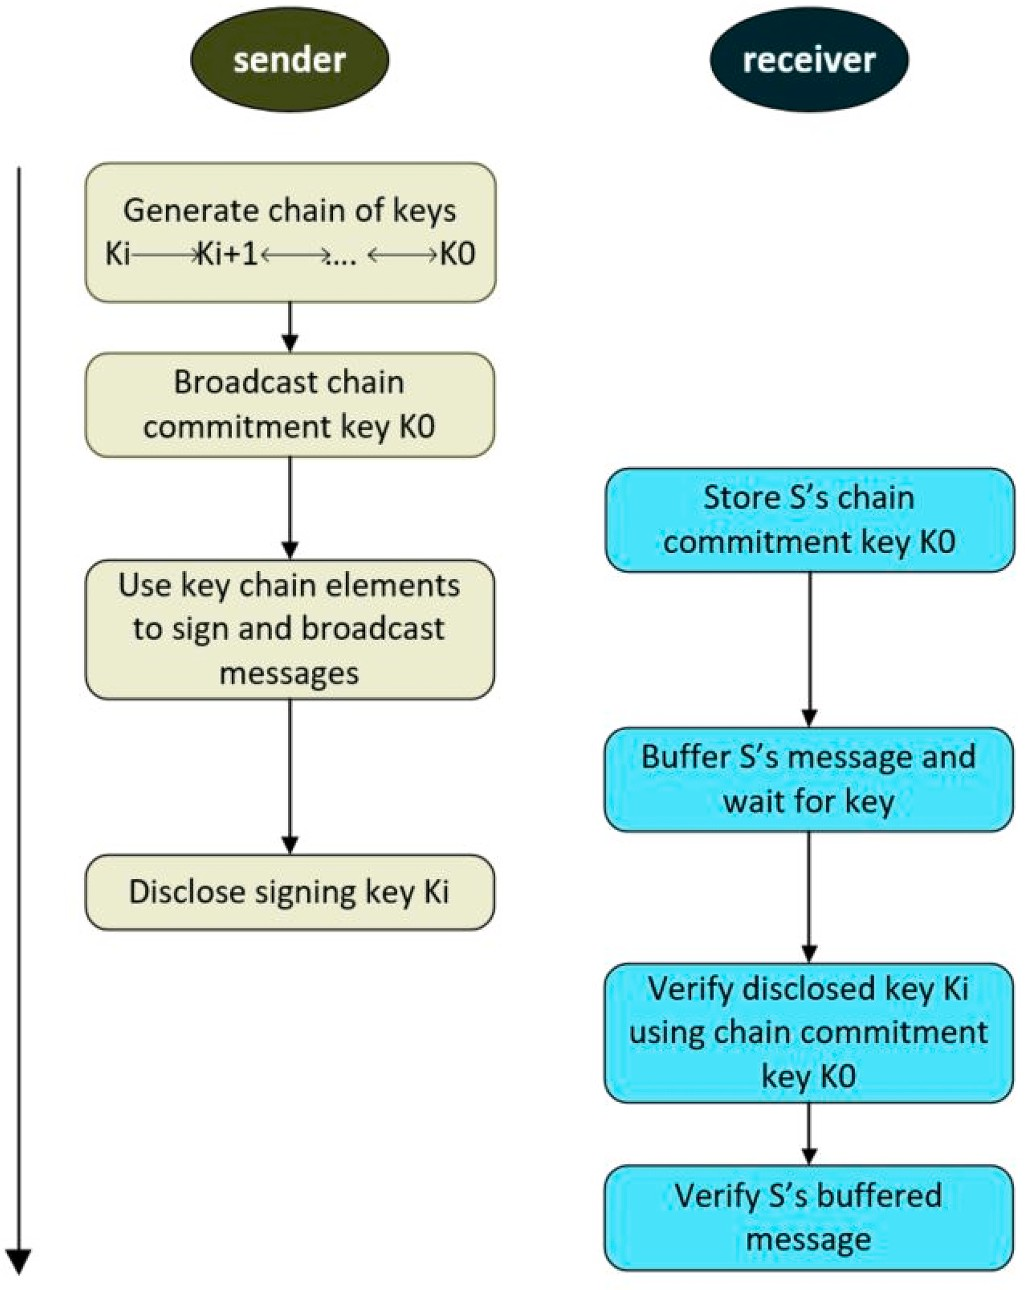 sender
receiver
Generate chain of keys
Ki⟶Ki+1⟷.... ⟷K0
Broadcast chain
commitment key K0
Store S’s chain
commitment key K0
Use key chain elements
to sign and broadcast
messages
Buffer S’s message and
wait for key
Disclose signing key Ki
Verify disclosed key Ki
using chain commitment
key K0
Verify S’s buffered
message